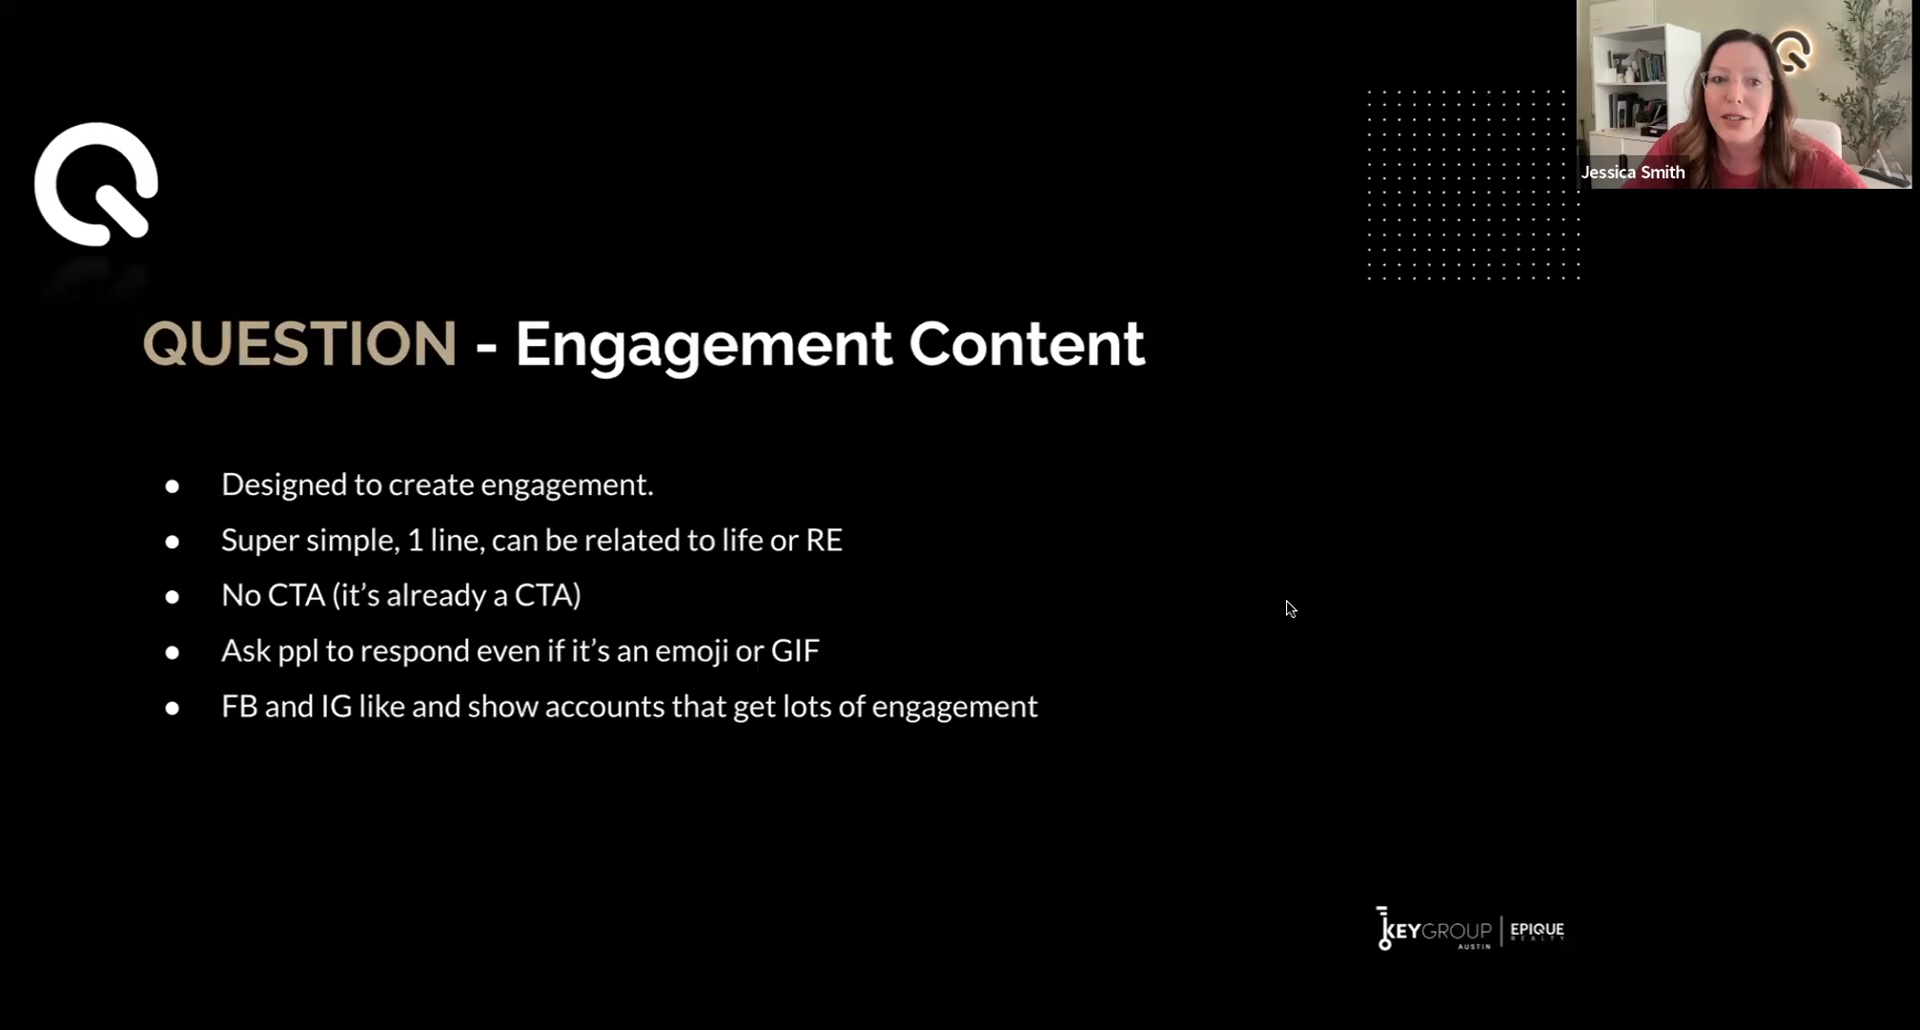 Jessica Smith
QUESTION - Engagement Content
● Designed to create engagement.
● Super simple, 1 line, can be related to life or RE
● No CTA (it’s already a CTA)
● Ask ppl to respond even if it’s an emoji or GIF
● FB and IG like and show accounts that get lots of engagement
KEYGROUP | EPIQUE
AUSTIN REALTY